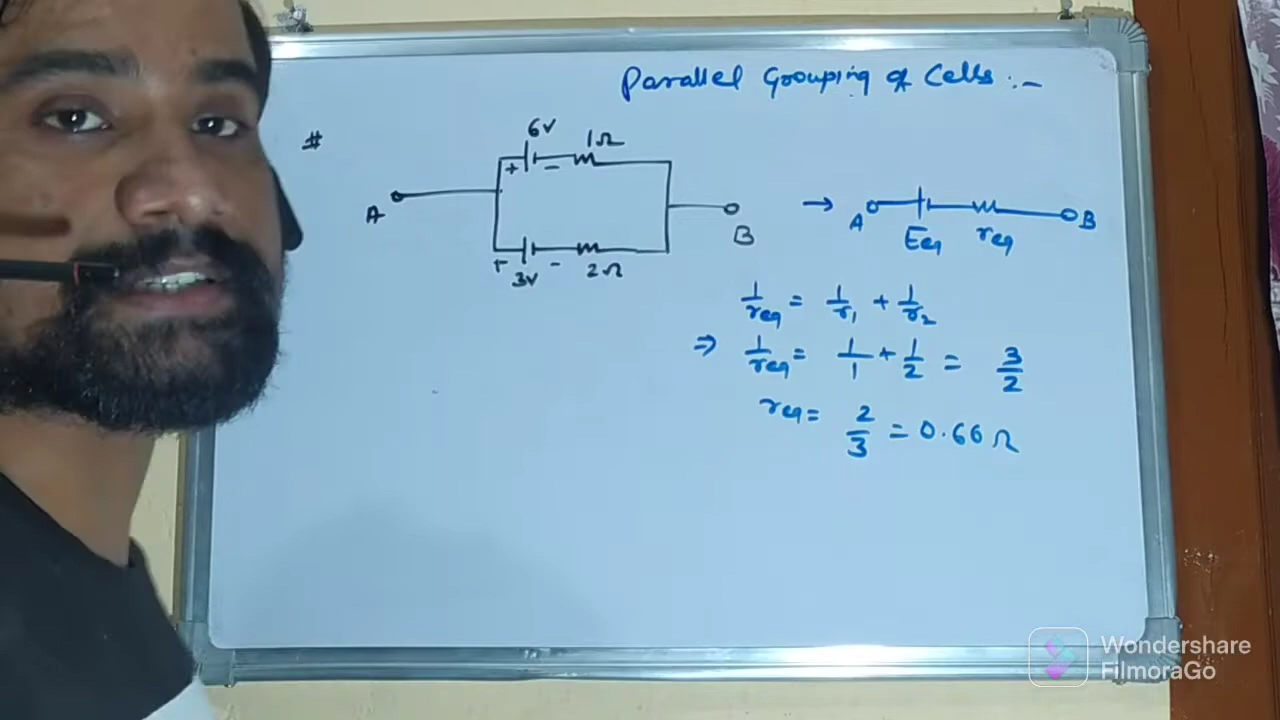 Parallel Grouping of Cells :-
#
6V 1Ω
+ -
A
B
+ 3V - 2Ω
→ A Eeq req B
1/req = 1/r1 + 1/r2
⇒ 1/req = 1/1 + 1/2 = 3/2
req = 2/3 = 0.66 Ω
Wondershare
FilmoraGo